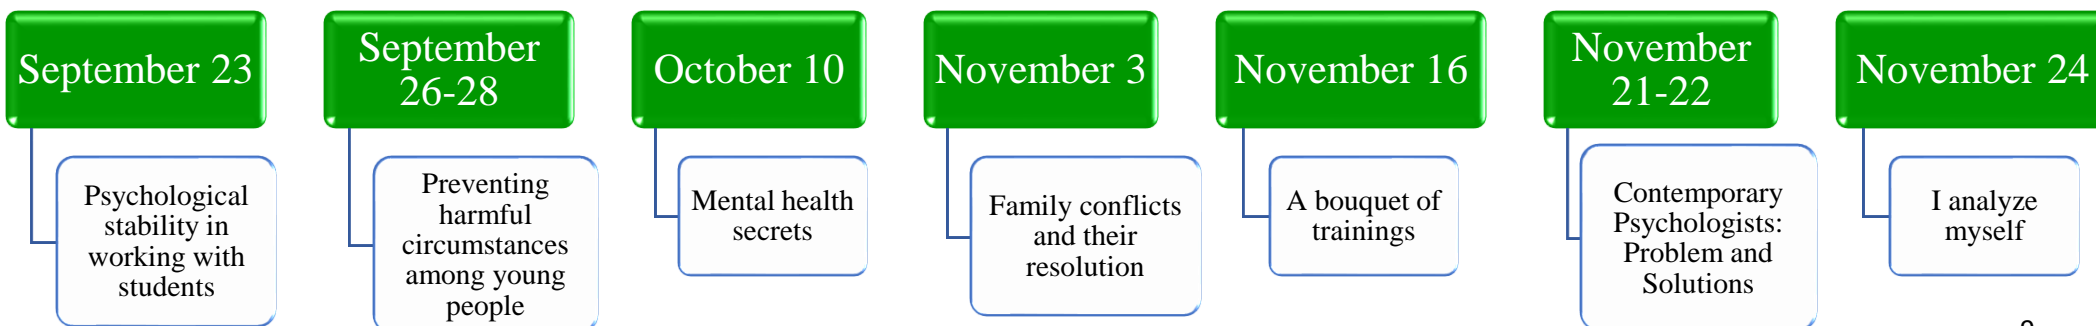 September 23
Psychological
stability in
working with
students
September
26-28
Preventing
harmful
circumstances
among young
people
October 10
Mental health
secrets
November 3
Family conflicts
and their
resolution
November 16
A bouquet of
trainings
November
21-22
Contemporary
Psychologists:
Problem and
Solutions
November 24
I analyze
myself